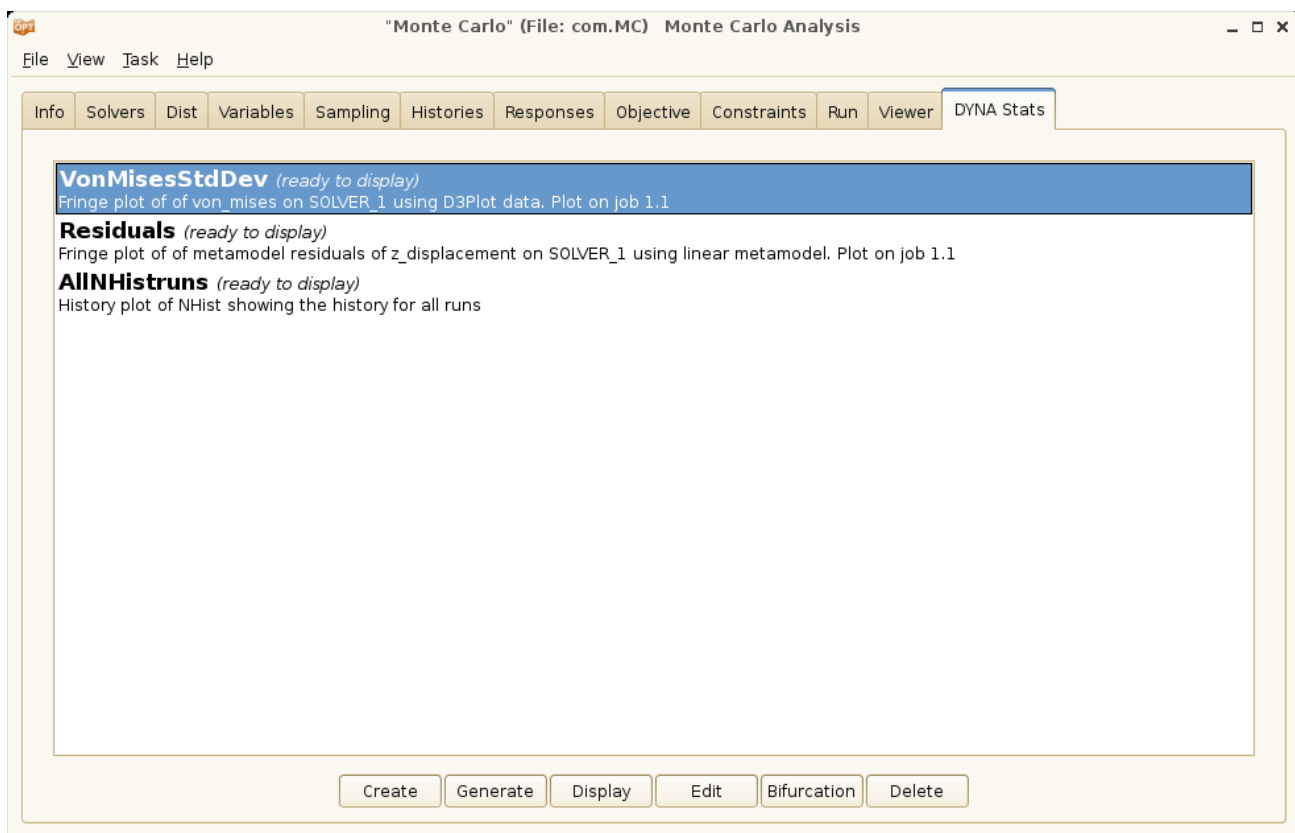 OPT
"Monte Carlo" (File: com.MC) Monte Carlo Analysis
File View Task Help
Info Solvers Dist Variables Sampling Histories Responses Objective Constraints Run Viewer DYNA Stats
VonMisesStdDev (ready to display)
Fringe plot of of von_mises on SOLVER_1 using D3Plot data. Plot on job 1.1
Residuals (ready to display)
Fringe plot of of metamodel residuals of z_displacement on SOLVER_1 using linear metamodel. Plot on job 1.1
AllNHistruns (ready to display)
History plot of NHist showing the history for all runs
Create Generate Display Edit Bifurcation Delete